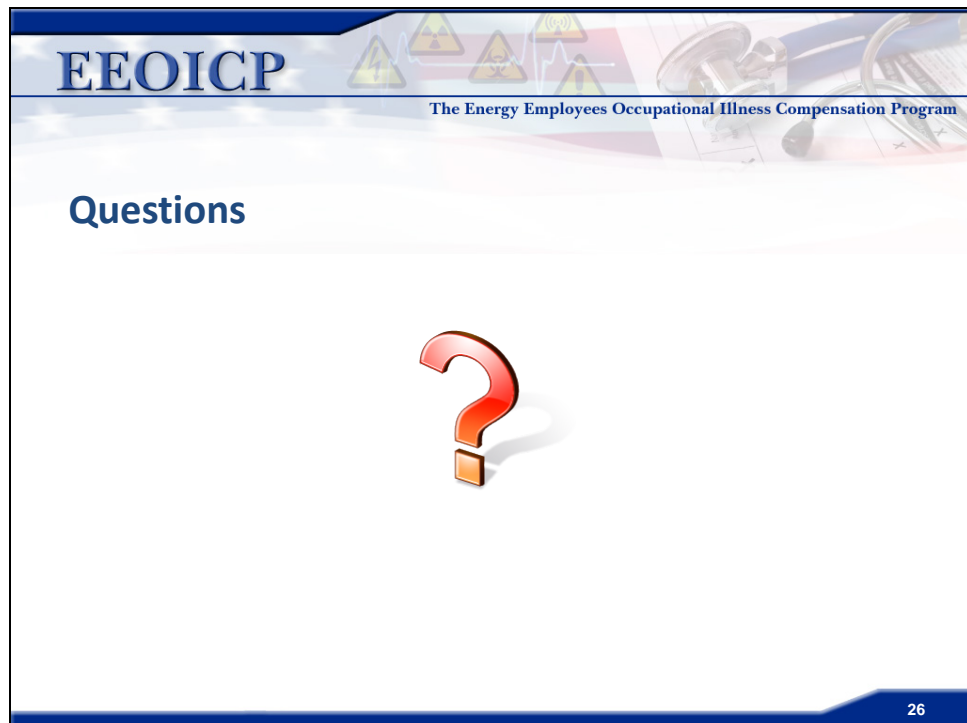 EEOICP
The Energy Employees Occupational Illness Compensation Program
Questions
?
26